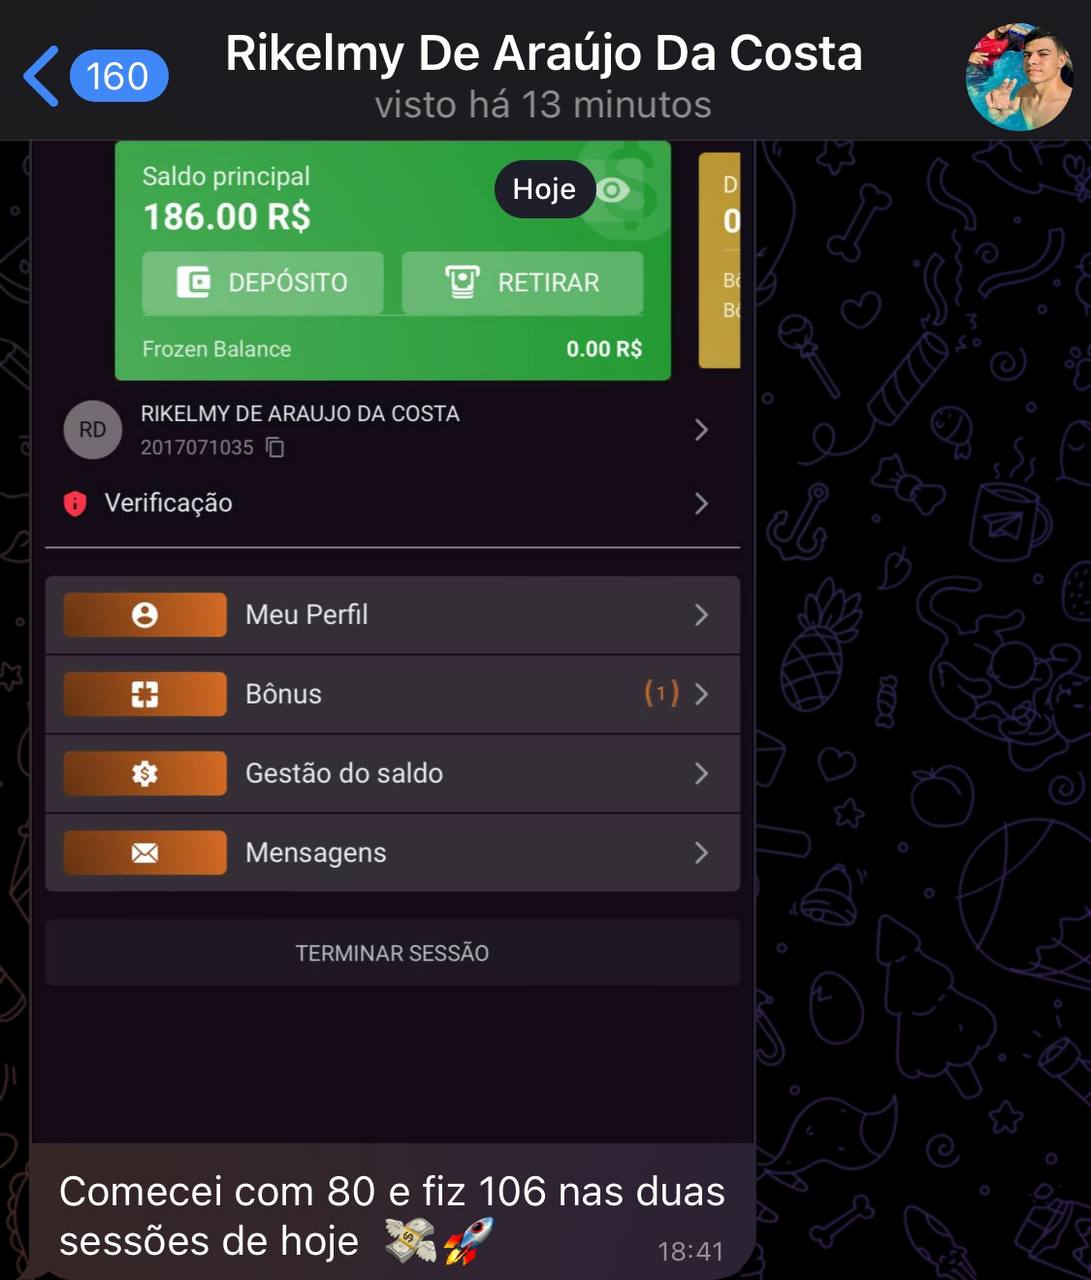 160
Rikelmy De Araújo Da Costa
visto há 13 minutos
Saldo principal
Hoje
186.00 R$
DEPÓSITO
RETIRAR
Frozen Balance
0.00 R$
D
0
Bô
Bô
RD
RIKELMY DE ARAUJO DA COSTA
2017071035
Verificação
Meu Perfil
Bônus
(1)
Gestão do saldo
Mensagens
TERMINAR SESSÃO
Comecei com 80 e fiz 106 nas duas
sessões de hoje 💸🚀
18:41